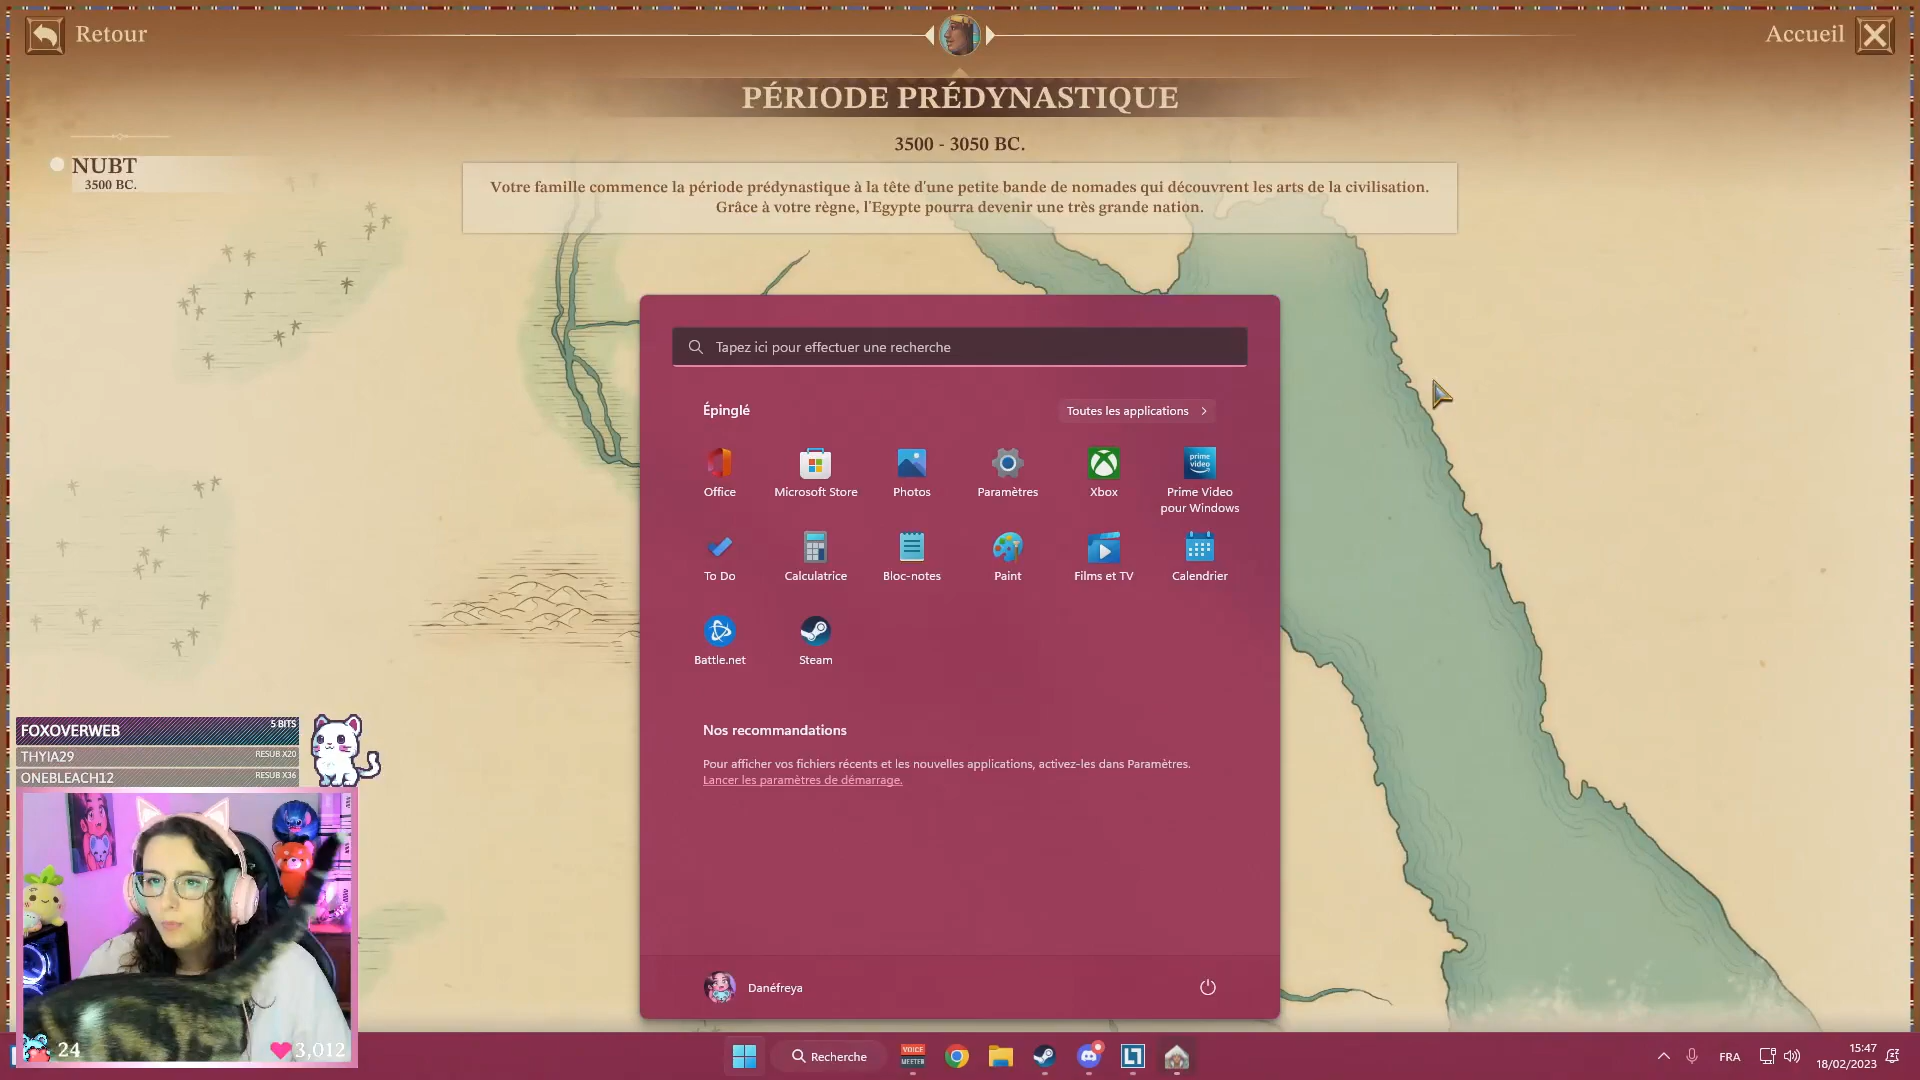 Retour
Accueil
PÉRIODE PRÉDYNASTIQUE
3500 - 3050 BC.
NUBT
3500 BC.
Votre famille commence la période prédynastique à la tête d'une petite bande de nomades qui découvrent les arts de la civilisation.
Grâce à votre règne, l'Egypte pourra devenir une très grande nation.
Tapez ici pour effectuer une recherche
Épinglé
Toutes les applications
Office
Microsoft Store
Photos
Paramètres
Xbox
prime video
Prime Video
pour Windows
To Do
Calculatrice
Bloc-notes
Paint
Films et TV
Calendrier
Battle.net
Steam
Nos recommandations
Pour afficher vos fichiers récents et les nouvelles applications, activez-les dans Paramètres.
Lancer les paramètres de démarrage.
Danéfreya
FOXOVERWEB 5 BITS
THYIA29 RESUB X20
ONEBLEACH12 RESUB X36
24
3,012
Recherche
VOICE
MEETER
FRA
15:47
18/02/2023